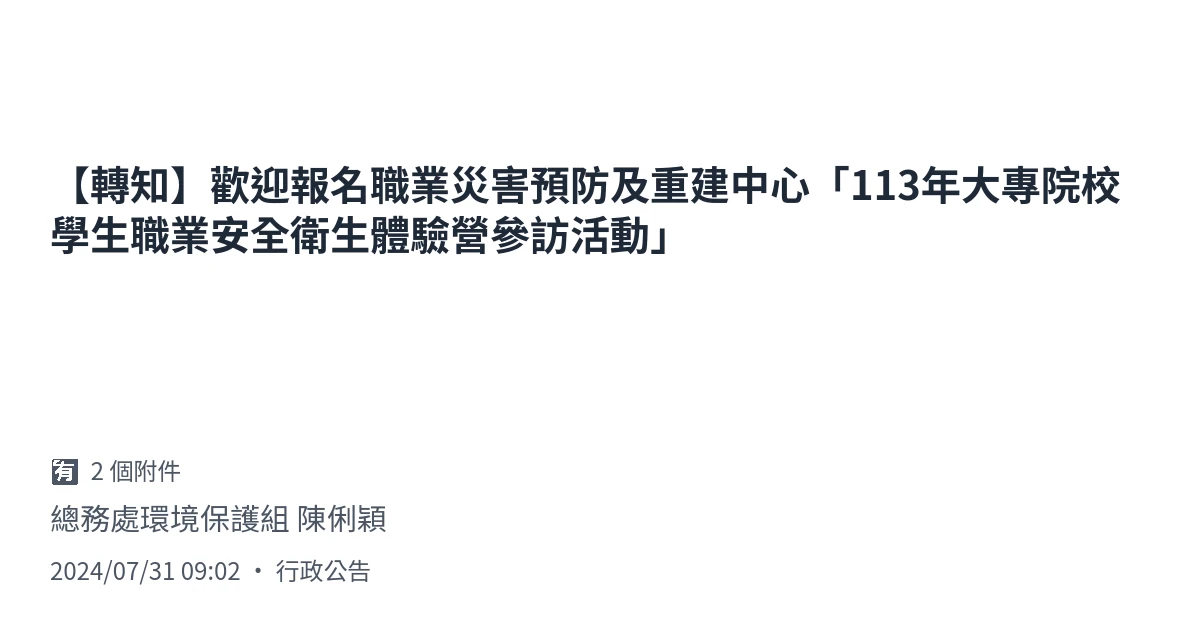 【轉知】歡迎報名職業災害預防及重建中心「113年大專院校
學生職業安全衛生體驗營參訪活動」
有 2 個附件
總務處環境保護組 陳俐穎
2024/07/31 09:02 • 行政公告